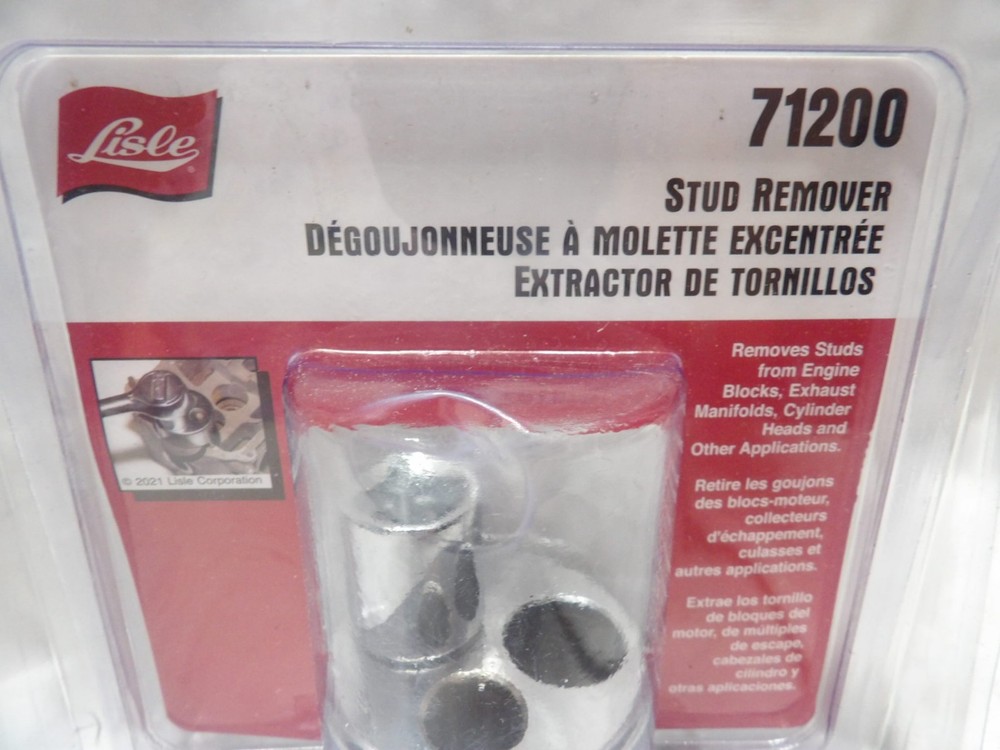 Lisle
71200
STUD REMOVER
DÉGOUJONNEUSE À MOLETTE EXCENTRÉE
EXTRACTOR DE TORNILLOS
© 2021 Lisle Corporation
Removes Studs
from Engine
Blocks, Exhaust
Manifolds, Cylinder
Heads and
Other Applications.
Retire les goujons
des blocs-moteur,
collecteurs
d'échappement,
culasses et
autres applications.
Extrae los tornillo
de bloques del
motor, de múltiples
de escape,
cabezales de
cilindro y
otras aplicaciones.